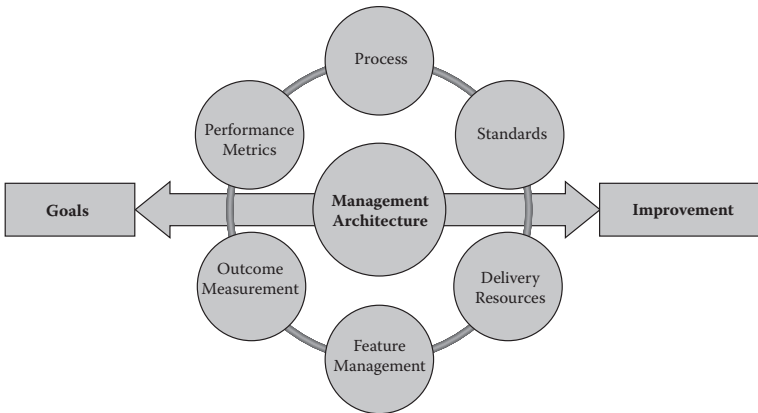 Process
Performance
Metrics
Standards
Goals
Management
Architecture
Improvement
Outcome
Measurement
Delivery
Resources
Feature
Management